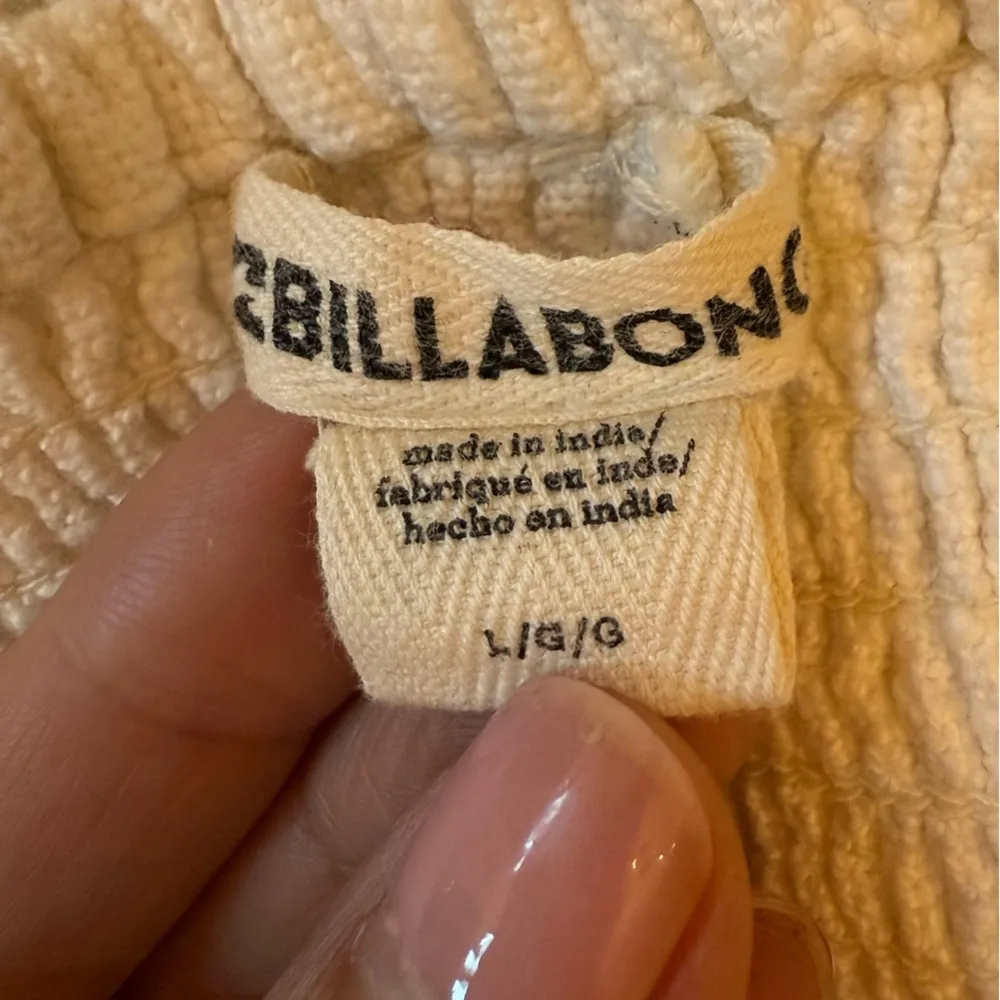 BILLABONG
made in india/
fabriqué en inde/
hecho en india
L/G/G